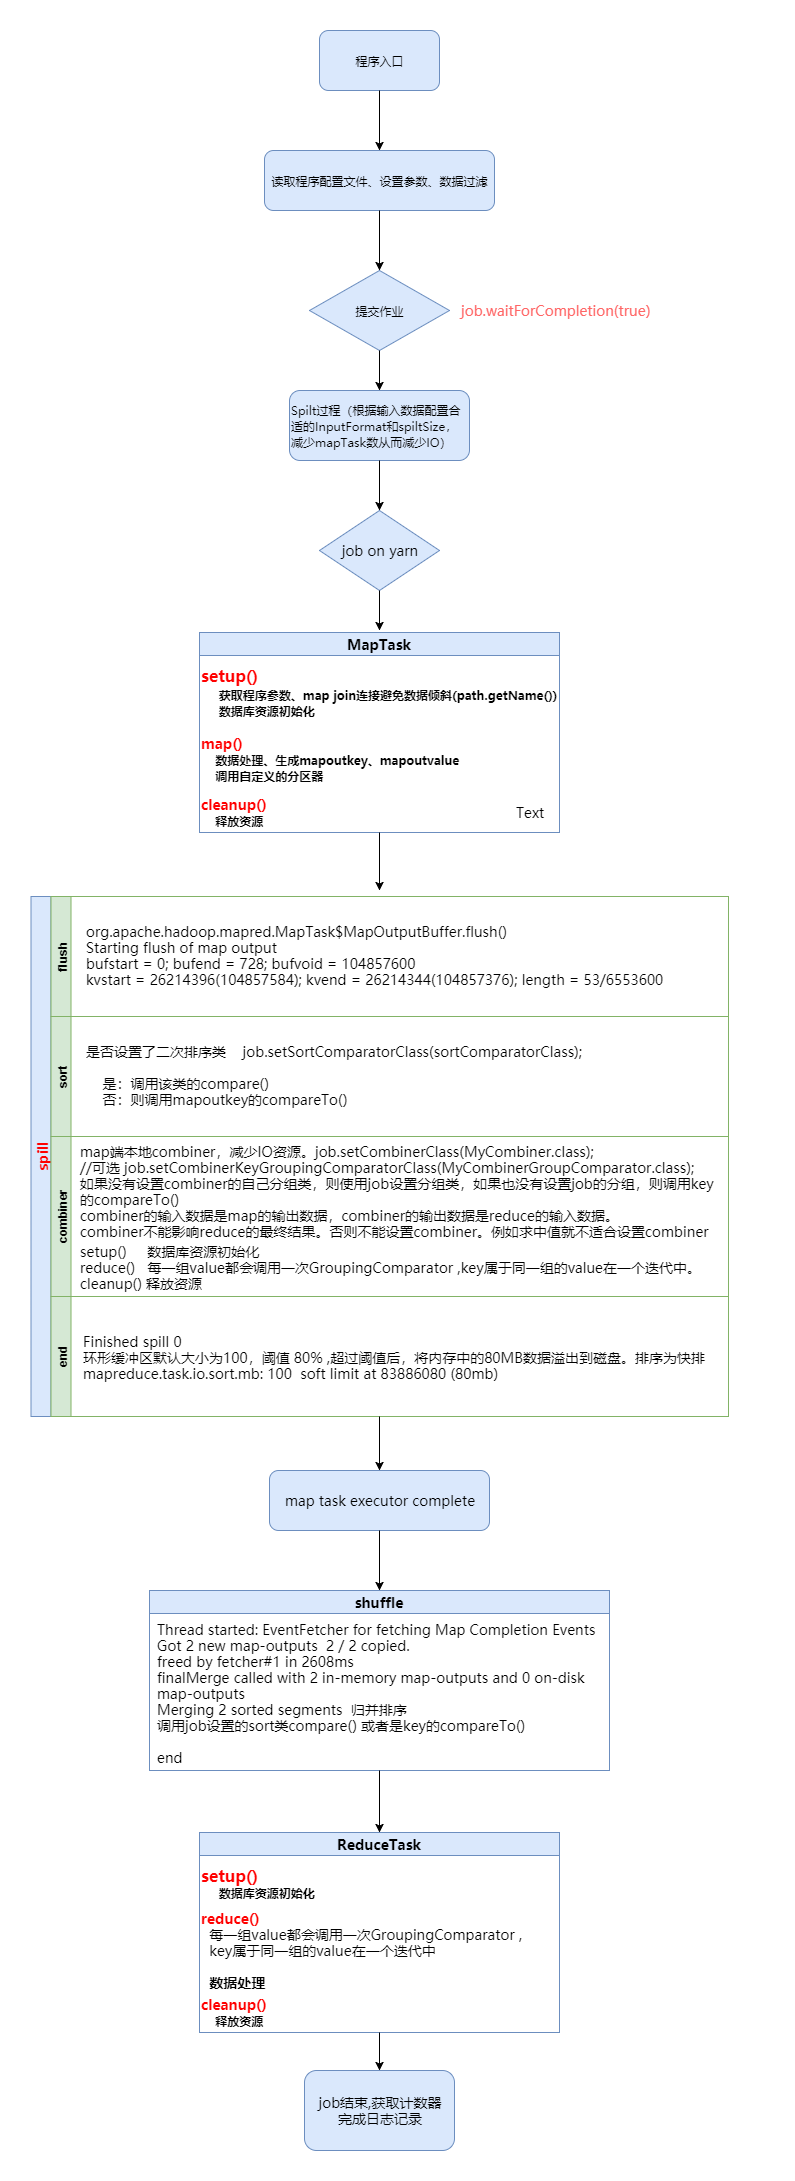 程序入口
读取程序配置文件、设置参数、数据过滤
提交作业
job.waitForCompletion(true)
Spilt过程（根据输入数据配置合
适的InputFormat和spiltSize，
减少mapTask数从而减少IO）
job on yarn
MapTask
setup()
获取程序参数、map join连接避免数据倾斜(path.getName())
数据库资源初始化
map()
数据处理、生成mapoutkey、mapoutvalue
调用自定义的分区器
cleanup()
释放资源
Text
spill
flush
org.apache.hadoop.mapred.MapTask$MapOutputBuffer.flush()
Starting flush of map output
bufstart = 0; bufend = 728; bufvoid = 104857600
kvstart = 26214396(104857584); kvend = 26214344(104857376); length = 53/6553600
sort
是否设置了二次排序类    job.setSortComparatorClass(sortComparatorClass);
是：调用该类的compare()
否：则调用mapoutkey的compareTo()
combiner
map端本地combiner，减少IO资源。job.setCombinerClass(MyCombiner.class);
//可选 job.setCombinerKeyGroupingComparatorClass(MyCombinerGroupComparator.class);
如果没有设置combiner的自己分组类，则使用job设置分组类，如果也没有设置job的分组，则调用key
的compareTo()
combiner的输入数据是map的输出数据，combiner的输出数据是reduce的输入数据。
combiner不能影响reduce的最终结果。否则不能设置combiner。例如求中值就不适合设置combiner
setup()     数据库资源初始化
reduce()   每一组value都会调用一次GroupingComparator ,key属于同一组的value在一个迭代中。
cleanup() 释放资源
end
Finished spill 0
环形缓冲区默认大小为100，阈值 80% ,超过阈值后，将内存中的80MB数据溢出到磁盘。排序为快排
mapreduce.task.io.sort.mb: 100  soft limit at 83886080 (80mb)
map task executor complete
shuffle
Thread started: EventFetcher for fetching Map Completion Events
Got 2 new map-outputs  2 / 2 copied.
freed by fetcher#1 in 2608ms
finalMerge called with 2 in-memory map-outputs and 0 on-disk
map-outputs
Merging 2 sorted segments  归并排序
调用job设置的sort类compare() 或者是key的compareTo()
end
ReduceTask
setup()
数据库资源初始化
reduce()
每一组value都会调用一次GroupingComparator ,
key属于同一组的value在一个迭代中
数据处理
cleanup()
释放资源
job结束,获取计数器
完成日志记录